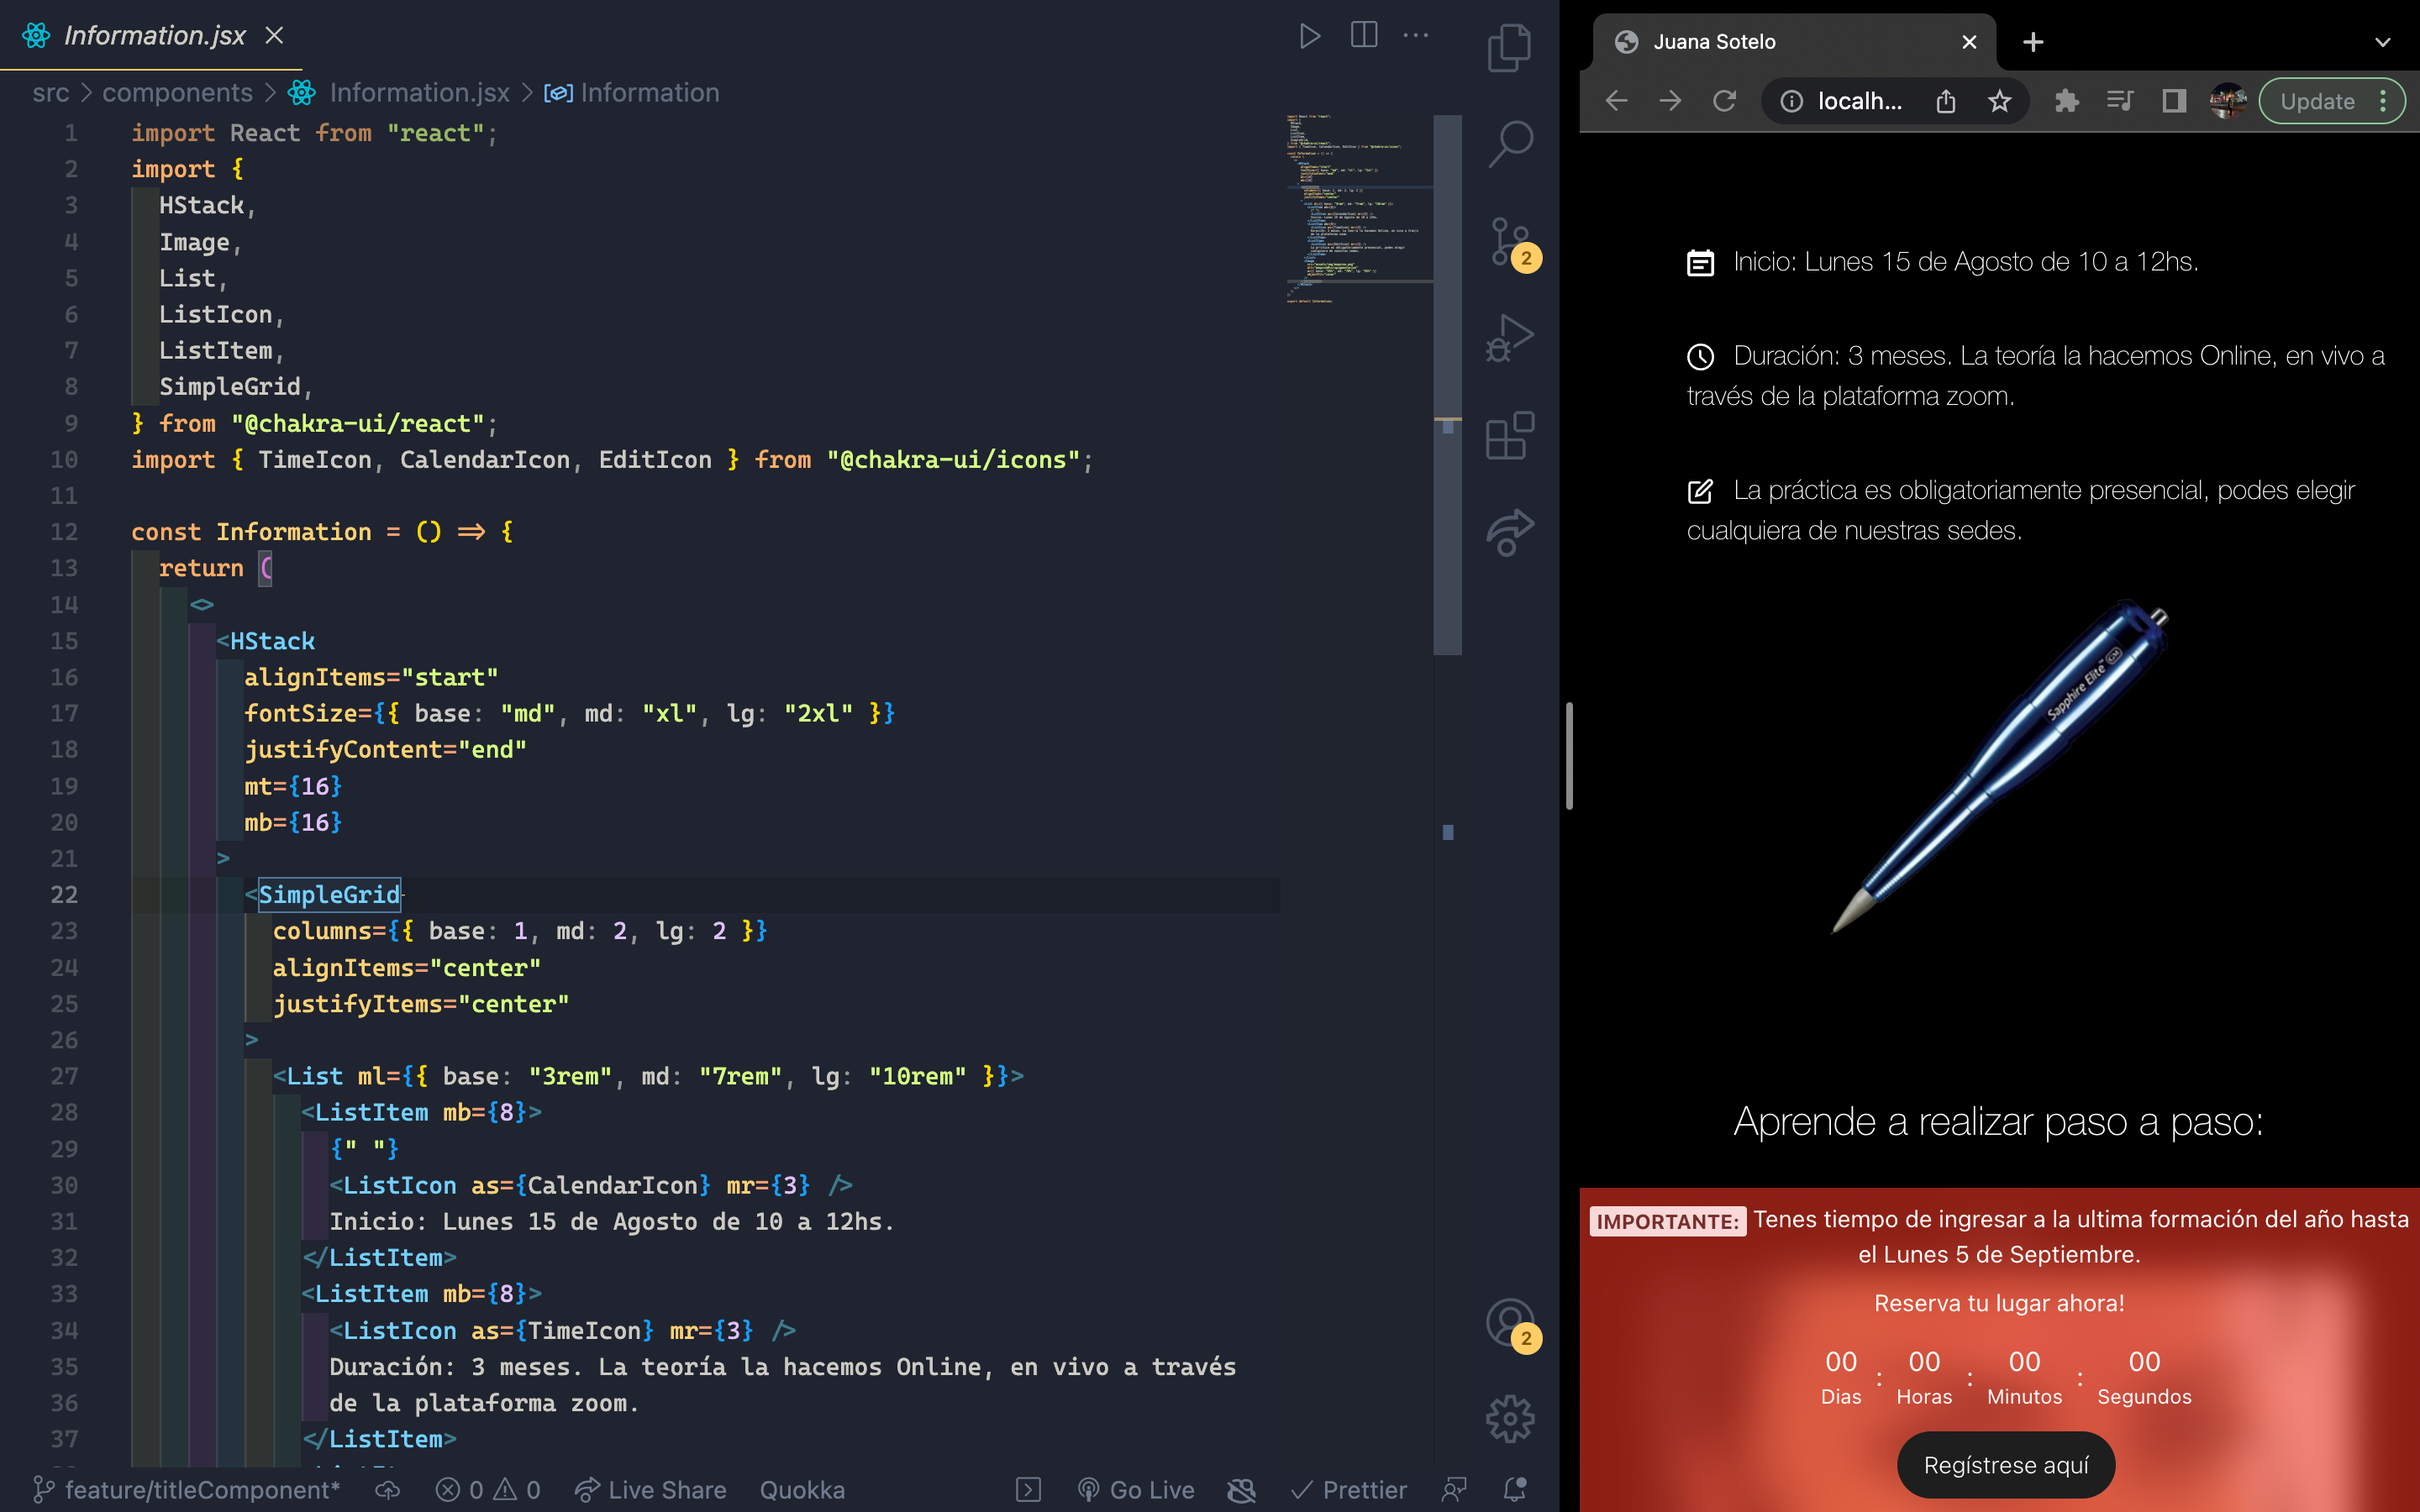 Information.jsx
src > components > Information.jsx > Information
1 import React from "react";
2 import {
3 HStack,
4 Image,
5 List,
6 ListIcon,
7 ListItem,
8 SimpleGrid,
9 } from "@chakra-ui/react";
10 import { TimeIcon, CalendarIcon, EditIcon } from "@chakra-ui/icons";
11
12 const Information = () => {
13 return (
14 <>
15 <HStack
16 alignItems="start"
17 fontSize={{ base: "md", md: "xl", lg: "2xl" }}
18 justifyContent="end"
19 mt={16}
20 mb={16}
21 >
22 <SimpleGrid
23 columns={{ base: 1, md: 2, lg: 2 }}
24 alignItems="center"
25 justifyItems="center"
26 >
27 <List ml={{ base: "3rem", md: "7rem", lg: "10rem" }}>
28 <ListItem mb={8}>
29 {" "}
30 <ListIcon as={CalendarIcon} mr={3} />
31 Inicio: Lunes 15 de Agosto de 10 a 12hs.
32 </ListItem>
33 <ListItem mb={8}>
34 <ListIcon as={TimeIcon} mr={3} />
35 Duración: 3 meses. La teoría la hacemos Online, en vivo a través
36 de la plataforma zoom.
37 </ListItem>
2
2
feature/titleComponent* 0 0 Live Share Quokka Go Live Prettier
Juana Sotelo
localh... Update
Inicio: Lunes 15 de Agosto de 10 a 12hs.
Duración: 3 meses. La teoría la hacemos Online, en vivo a
través de la plataforma zoom.
La práctica es obligatoriamente presencial, podes elegir
cualquiera de nuestras sedes.
Sapphire Elite
Aprende a realizar paso a paso:
IMPORTANTE: Tenes tiempo de ingresar a la ultima formación del año hasta
el Lunes 5 de Septiembre.
Reserva tu lugar ahora!
00 : 00 : 00 : 00
Dias Horas Minutos Segundos
Regístrese aquí